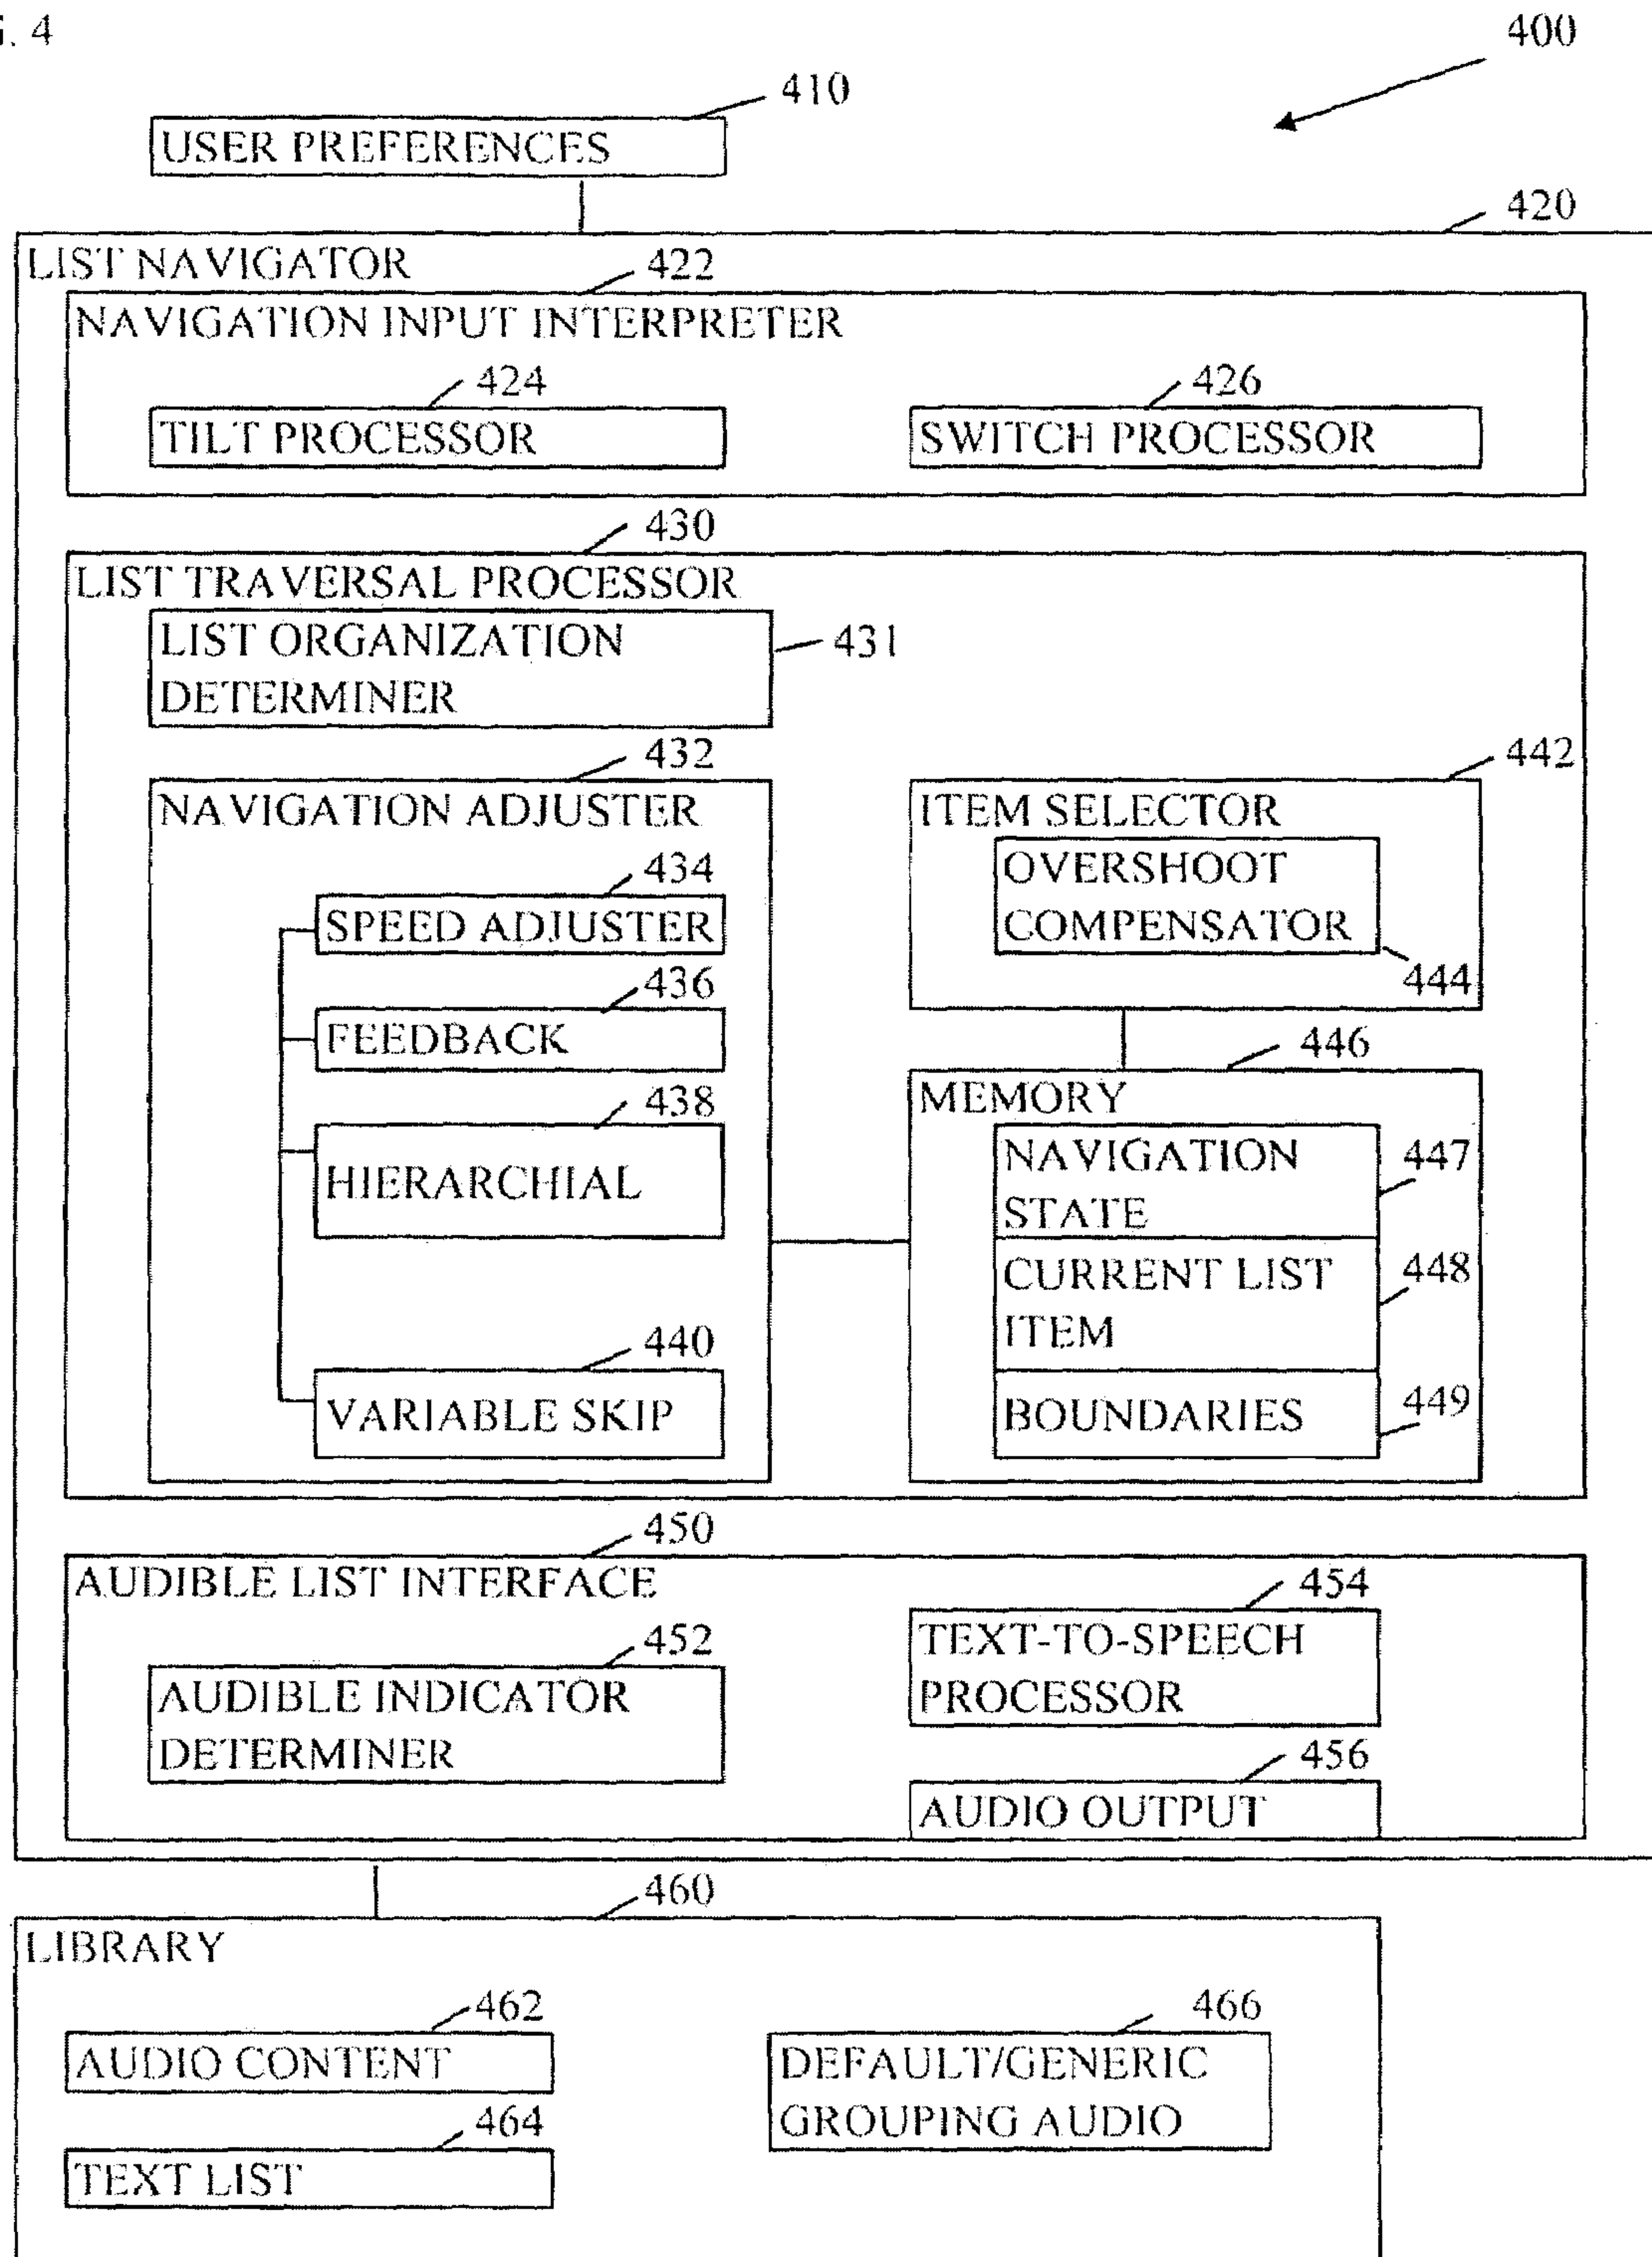 . 4
400
410
USER PREFERENCES
420
LIST NAVIGATOR
422
NAVIGATION INPUT INTERPRETER
424
426
TILT PROCESSOR
SWITCH PROCESSOR
430
LIST TRAVERSAL PROCESSOR
LIST ORGANIZATION
DETERMINER
431
432
442
NAVIGATION ADJUSTER
ITEM SELECTOR
434
OVERSHOOT
COMPENSATOR
SPEED ADJUSTER
444
436
FEEDBACK
446
438
MEMORY
HIERARCHIAL
NAVIGATION
STATE
447
CURRENT LIST
ITEM
448
440
VARIABLE SKIP
BOUNDARIES
449
450
AUDIBLE LIST INTERFACE
454
452
TEXT-TO-SPEECH
PROCESSOR
AUDIBLE INDICATOR
DETERMINER
456
AUDIO OUTPUT
460
LIBRARY
462
466
AUDIO CONTENT
DEFAULT/GENERIC
GROUPING AUDIO
464
TEXT LIST